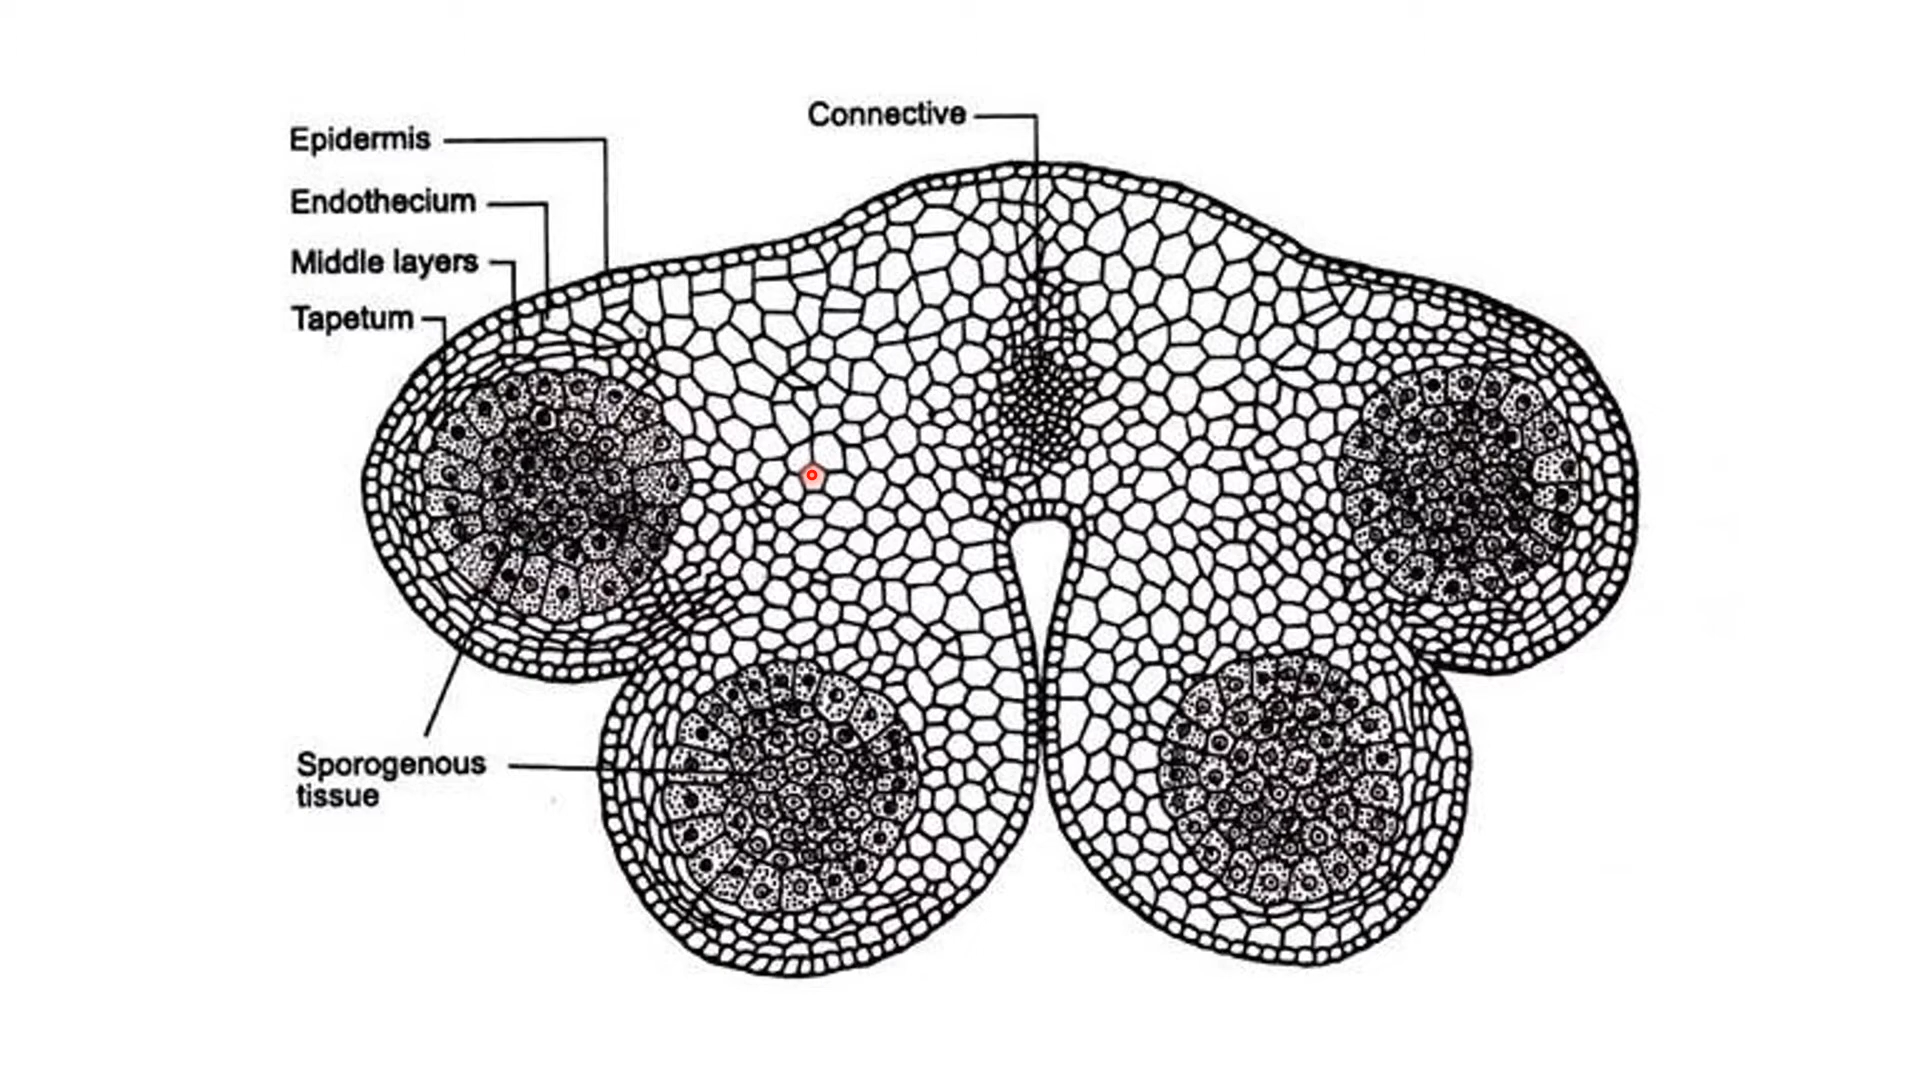 Connective
Epidermis
Endothecium
Middle layers
Tapetum
Sporogenous
tissue